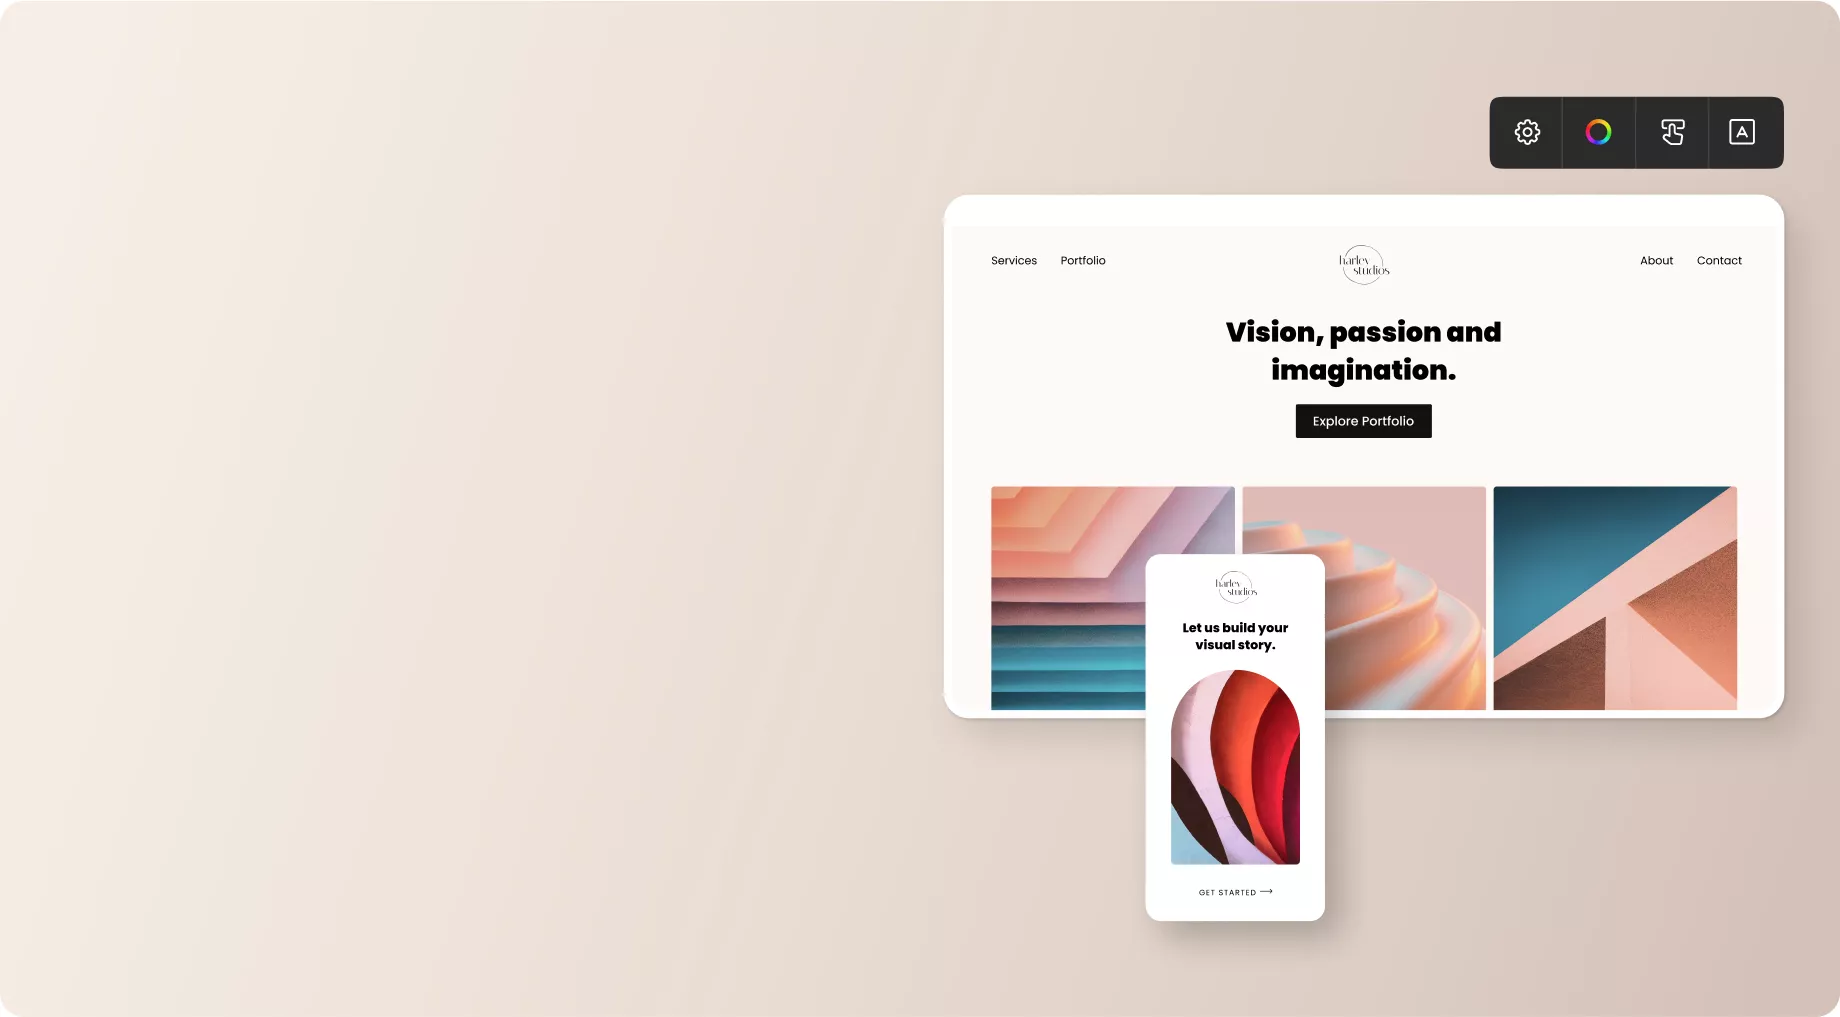 A
Services Portfolio
harley
studios
About Contact
Vision, passion and
imagination.
Explore Portfolio
harley
studios
Let us build your
visual story.
GET STARTED